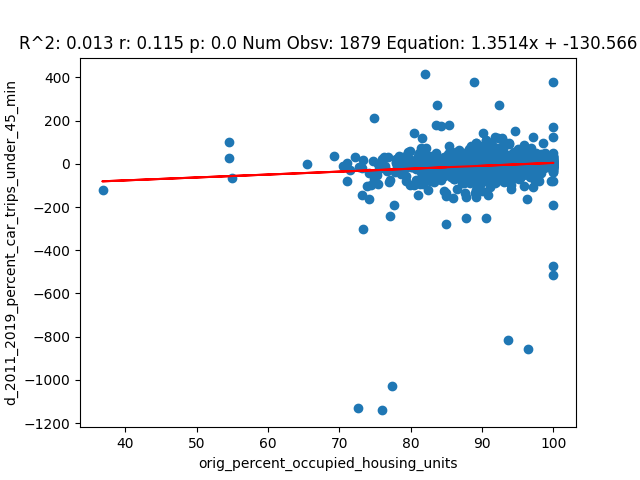 R^2: 0.013 r: 0.115 p: 0.0 Num Obsv: 1879 Equation: 1.3514x + -130.566
d_2011_2019_percent_car_trips_under_45_min
400
200
0
−200
−400
−600
−800
−1000
−1200
40 50 60 70 80 90 100
orig_percent_occupied_housing_units